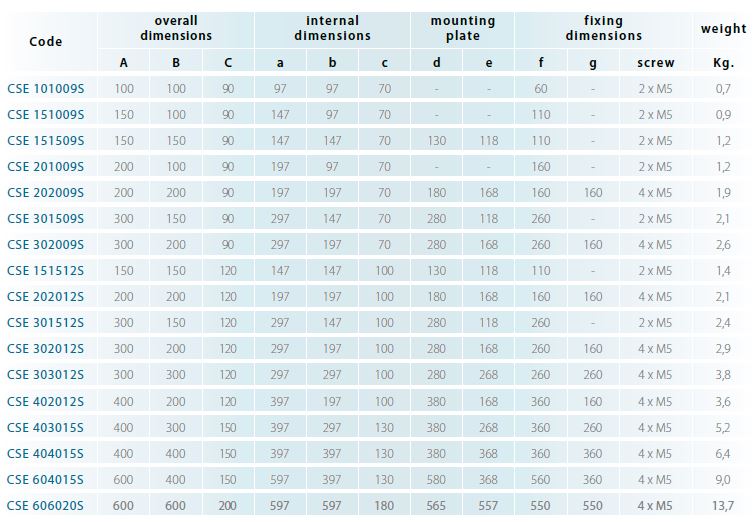 Code overall dimensions internal dimensions mounting plate fixing dimensions weight
A B C a b c d e f g screw Kg.
CSE 101009S 100 100 90 97 97 70 - - 60 - 2 x M5 0,7
CSE 151009S 150 100 90 147 97 70 - - 110 - 2 x M5 0,9
CSE 151509S 150 150 90 147 147 70 130 118 110 - 2 x M5 1,2
CSE 201009S 200 100 90 197 97 70 - - 160 - 2 x M5 1,2
CSE 202009S 200 200 90 197 197 70 180 168 160 160 4 x M5 1,9
CSE 301509S 300 150 90 297 147 70 280 118 260 - 2 x M5 2,1
CSE 302009S 300 200 90 297 197 70 280 168 260 160 4 x M5 2,6
CSE 151512S 150 150 120 147 147 100 130 118 110 - 2 x M5 1,4
CSE 202012S 200 200 120 197 197 100 180 168 160 160 4 x M5 2,1
CSE 301512S 300 150 120 297 147 100 280 118 260 - 2 x M5 2,4
CSE 302012S 300 200 120 297 197 100 280 168 260 160 4 x M5 2,9
CSE 303012S 300 300 120 297 297 100 280 268 260 260 4 x M5 3,8
CSE 402012S 400 200 120 397 197 100 380 168 360 160 4 x M5 3,6
CSE 403015S 400 300 150 397 297 130 380 268 360 260 4 x M5 5,2
CSE 404015S 400 400 150 397 397 130 380 368 360 360 4 x M5 6,4
CSE 604015S 600 400 150 597 397 130 580 368 560 360 4 x M5 9,0
CSE 606020S 600 600 200 597 597 180 565 557 550 550 4 x M5 13,7